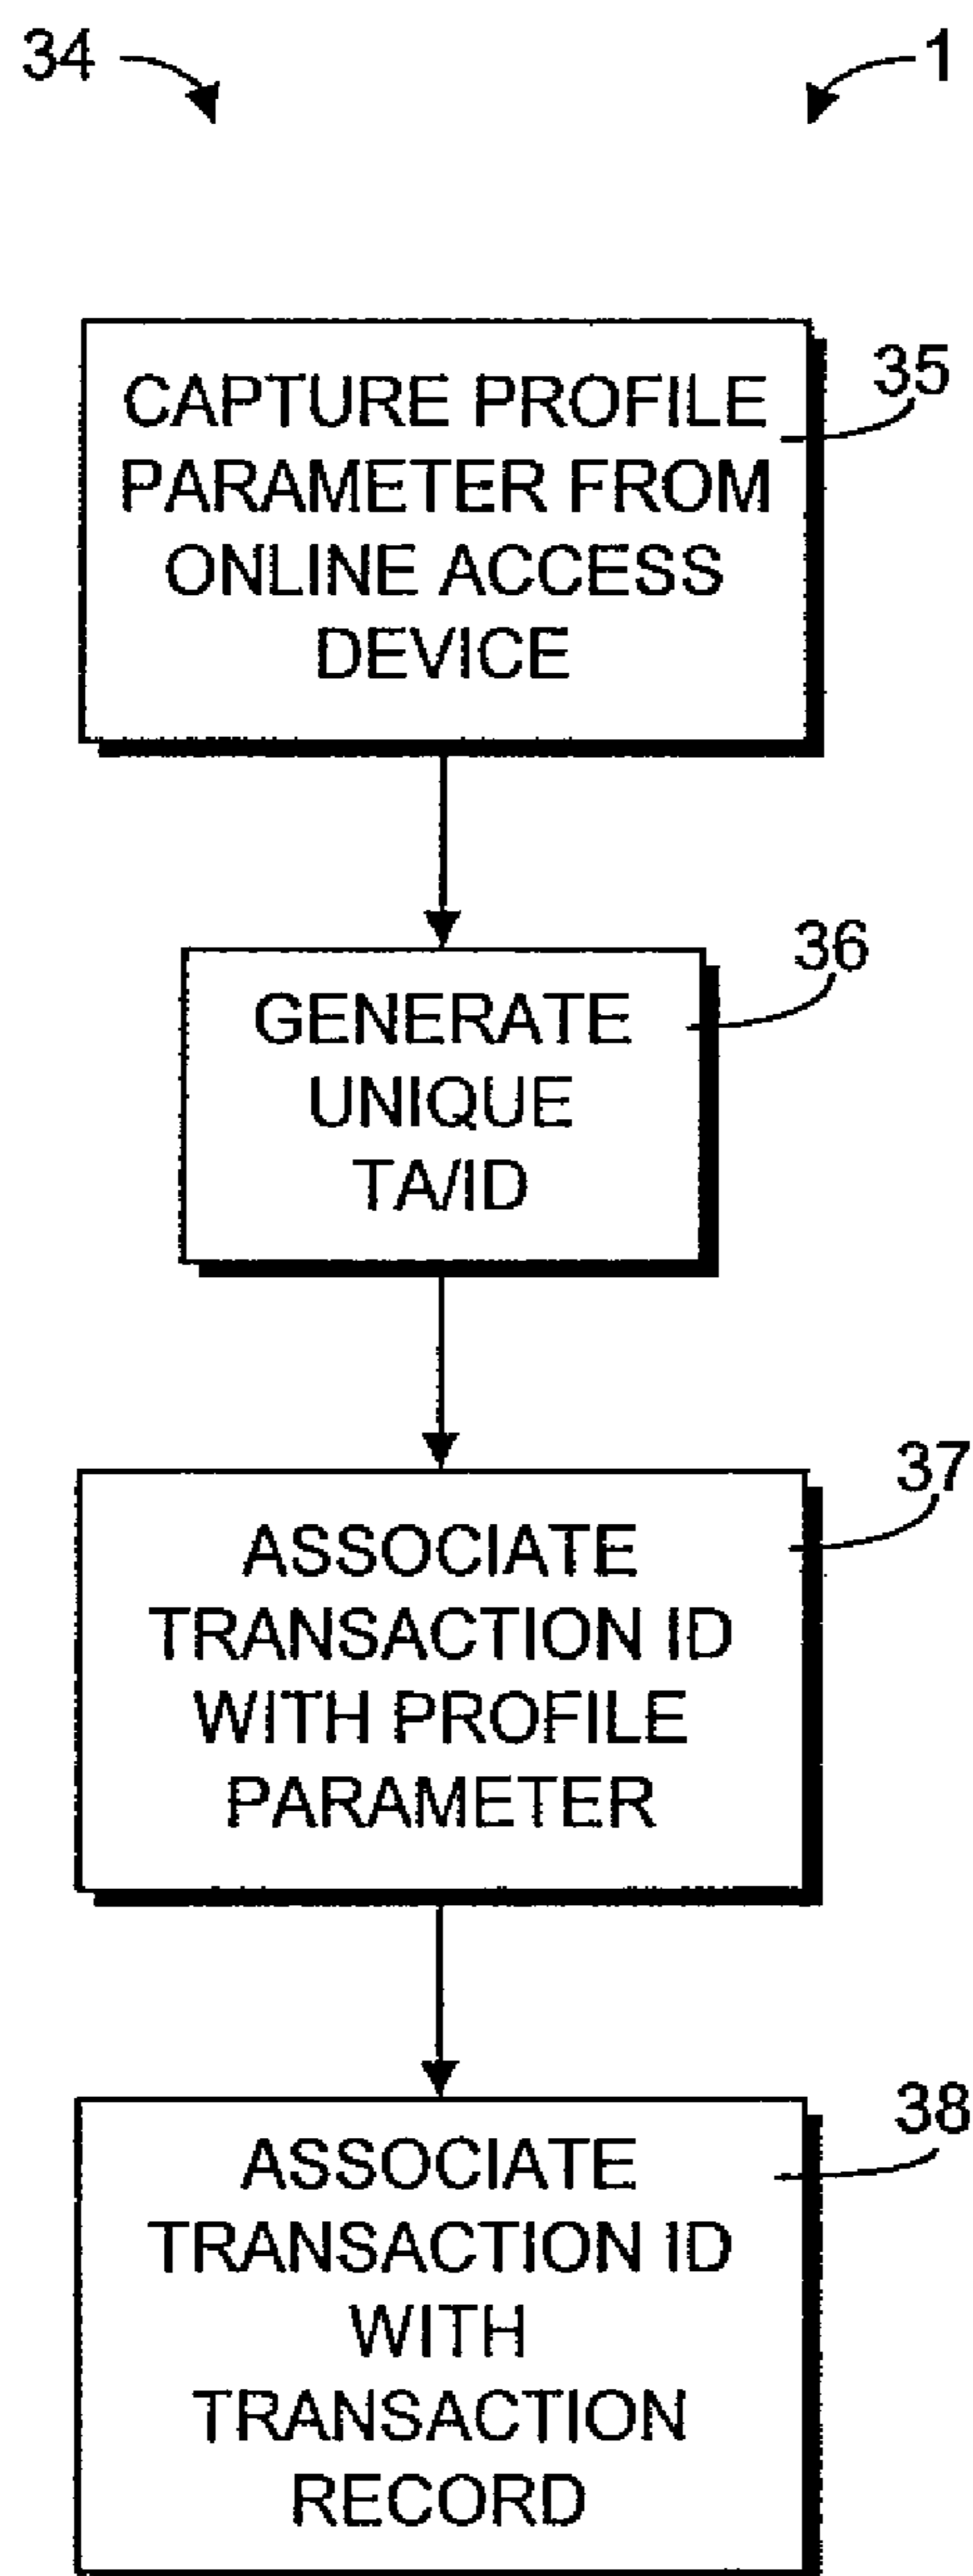 34
1
CAPTURE PROFILE
PARAMETER FROM
ONLINE ACCESS
DEVICE
35
GENERATE
UNIQUE
TA/ID
36
ASSOCIATE
TRANSACTION ID
WITH PROFILE
PARAMETER
37
ASSOCIATE
TRANSACTION ID
WITH
TRANSACTION
RECORD
38